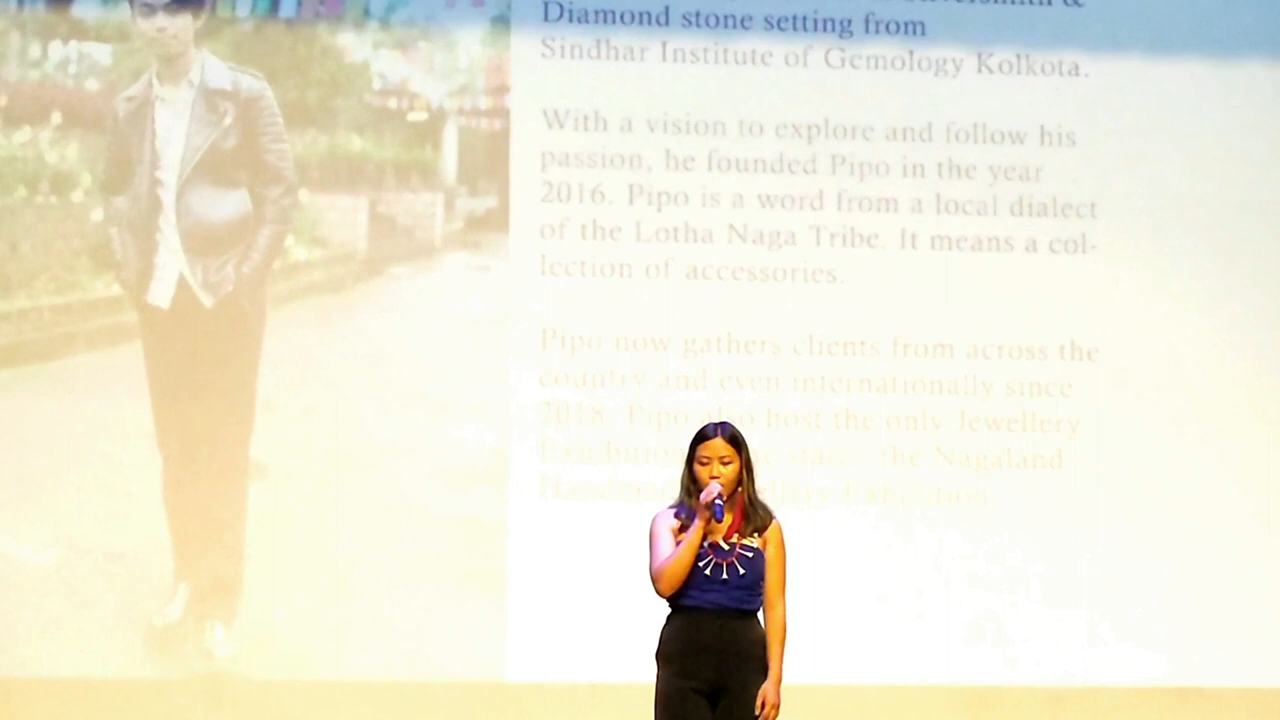 &
Diamond stone setting from
Sindhar Institute of Gemology Kolkota.
With a vision to explore and follow his
passion, he founded Pipo in the year
2016. Pipo is a word from a local dialect
of the Lotha Naga Tribe. It means a col-
lection of accessories.
Pipo now gathers clients from across the
country and even internationally since
2018. Pipo also host the only Jewellery
the Nagaland